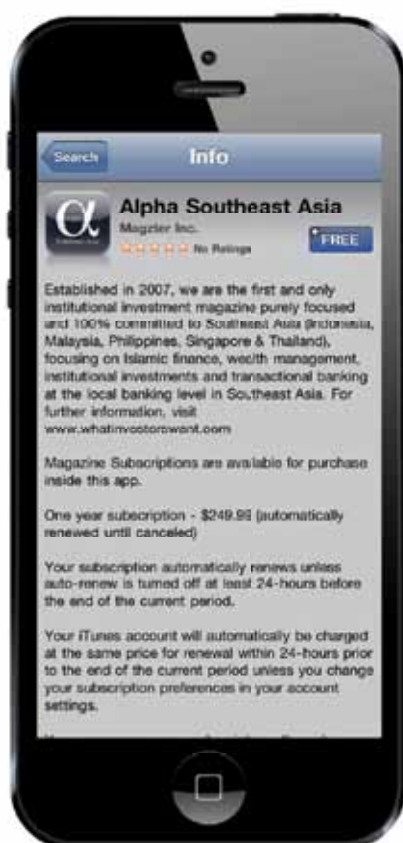 Search
Info
α
Alpha Southeast Asia
Magzter Inc.
No Ratings
FREE
Established in 2007, we are the first and only
institutional investment magazine purely focused
and 100% committed to Southeast Asia (Indonesia,
Malaysia, Philippines, Singapore & Thailand),
focusing on Islamic finance, wealth management,
institutional investments and transactional banking
at the local banking level in Southeast Asia. For
further information, visit
www.whatinvestorswant.com
Magazine Subscriptions are available for purchase
inside this app.
One year subscription - $249.99 (automatically
renewed until canceled)
Your subscription automatically renews unless
auto-renew is turned off at least 24-hours before
the end of the current period.
Your iTunes account will automatically be charged
at the same price for renewal within 24-hours prior
to the end of the current period unless you change
your subscription preferences in your account
settings.